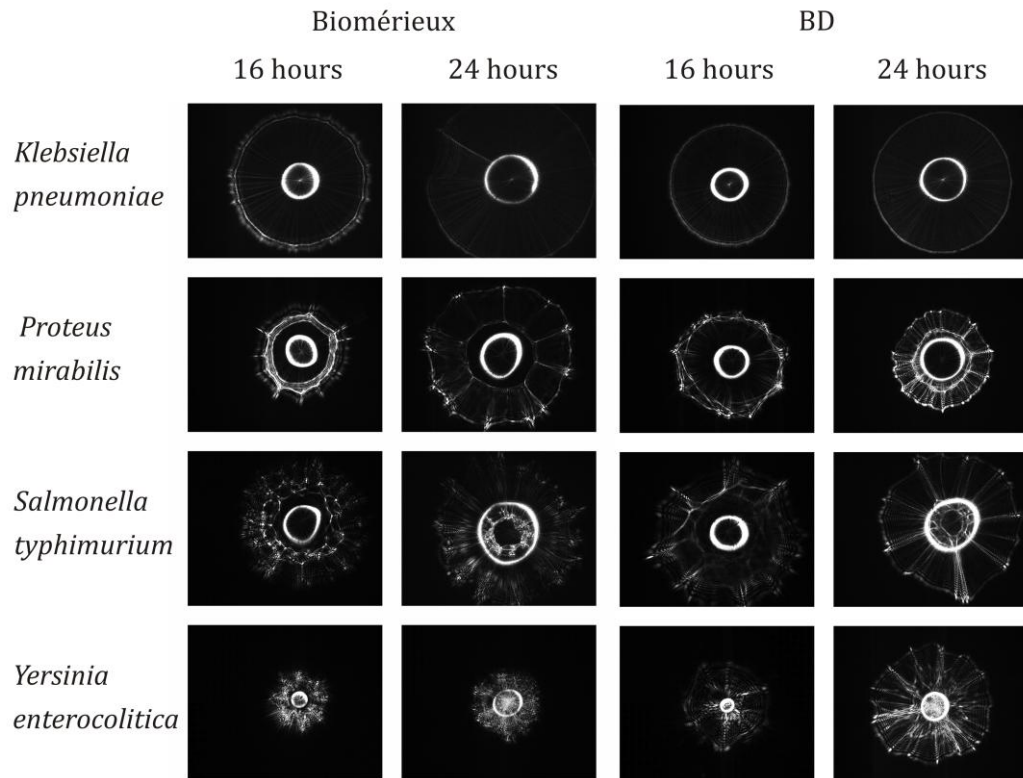 Biomérieux BD
16 hours 24 hours 16 hours 24 hours
Klebsiella
pneumoniae
Proteus
mirabilis
Salmonella
typhimurium
Yersinia
enterocolitica